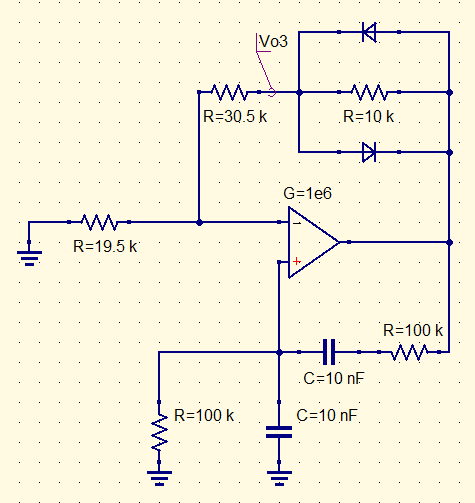 Vo3
R=30.5 k
R=10 k
G=1e6
R=19.5 k
−
+
R=100 k
C=10 nF
R=100 k
C=10 nF